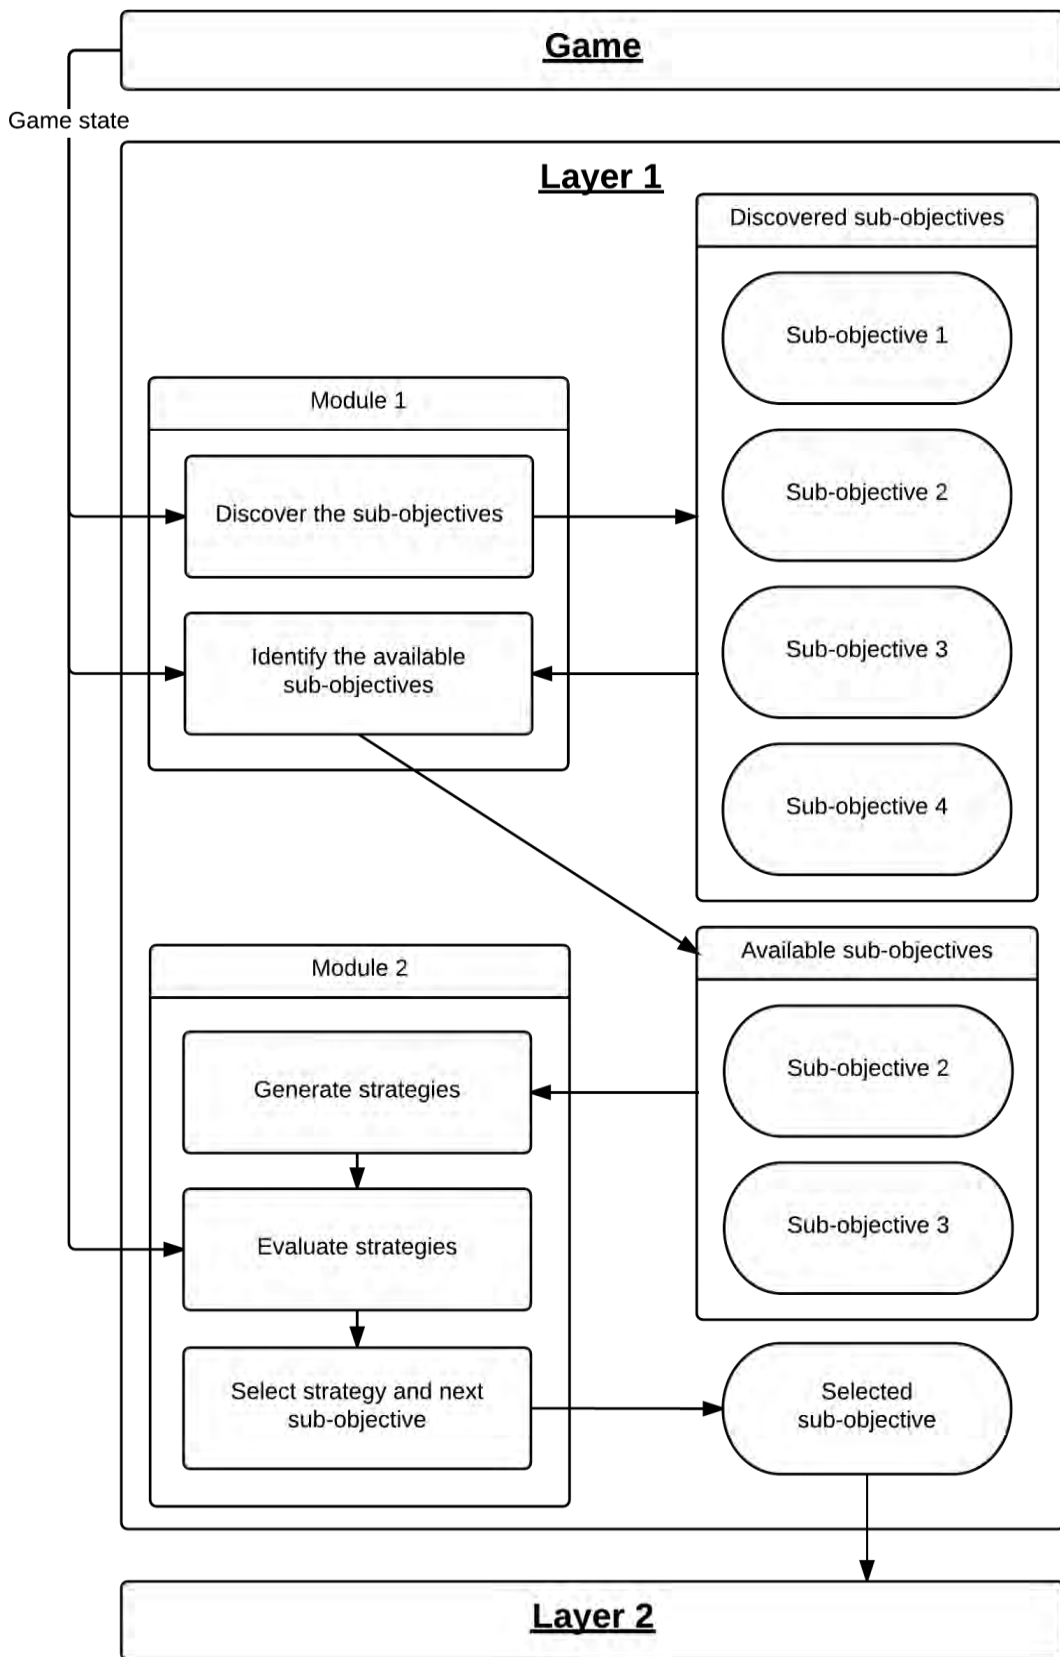 Game
Game state
Layer 1
Discovered sub-objectives
Sub-objective 1
Module 1
Sub-objective 2
Discover the sub-objectives
Identify the available
sub-objectives
Sub-objective 3
Sub-objective 4
Available sub-objectives
Module 2
Sub-objective 2
Generate strategies
Sub-objective 3
Evaluate strategies
Select strategy and next
sub-objective
Selected
sub-objective
Layer 2